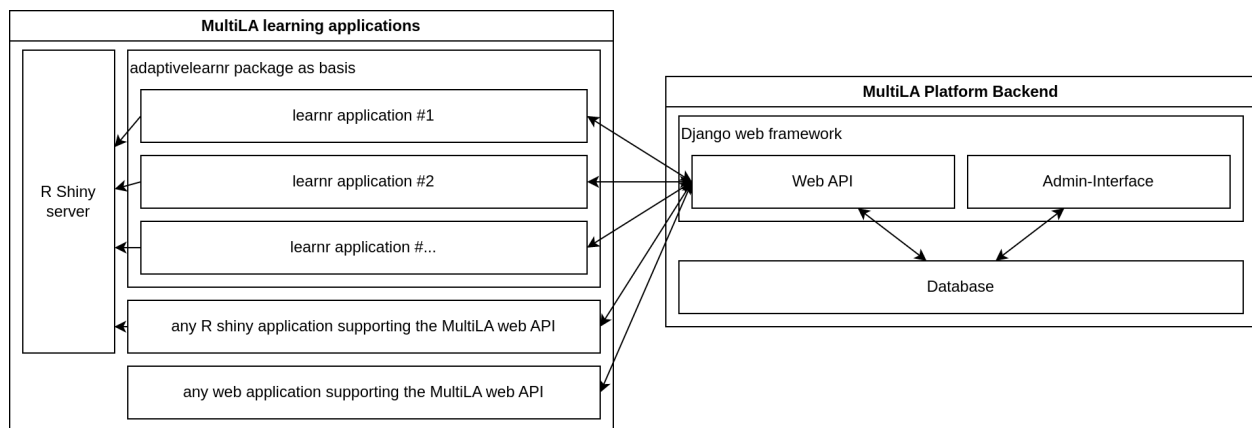 MultiLA learning applications
adaptivelearnr package as basis
learnr application #1
learnr application #2
R Shiny
server
learnr application #...
any R shiny application supporting the MultiLA web API
any web application supporting the MultiLA web API
MultiLA Platform Backend
Django web framework
Web API
Admin-Interface
Database